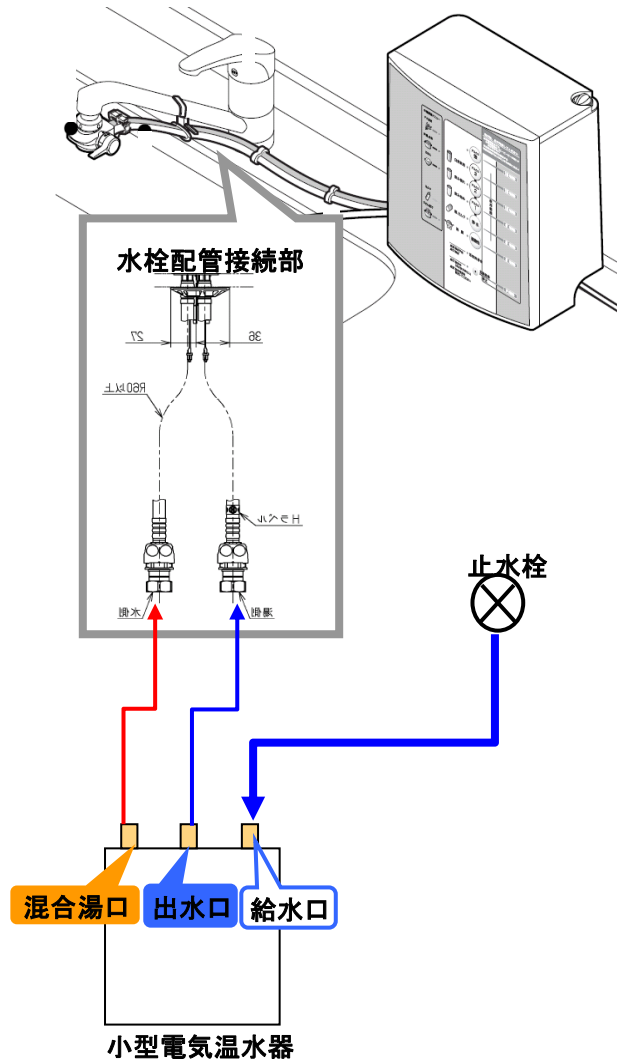 水栓配管接続部
27
36
R60以上
Hラベル
水側
湯側
止水栓
混合湯口
出水口
給水口
小型電気温水器